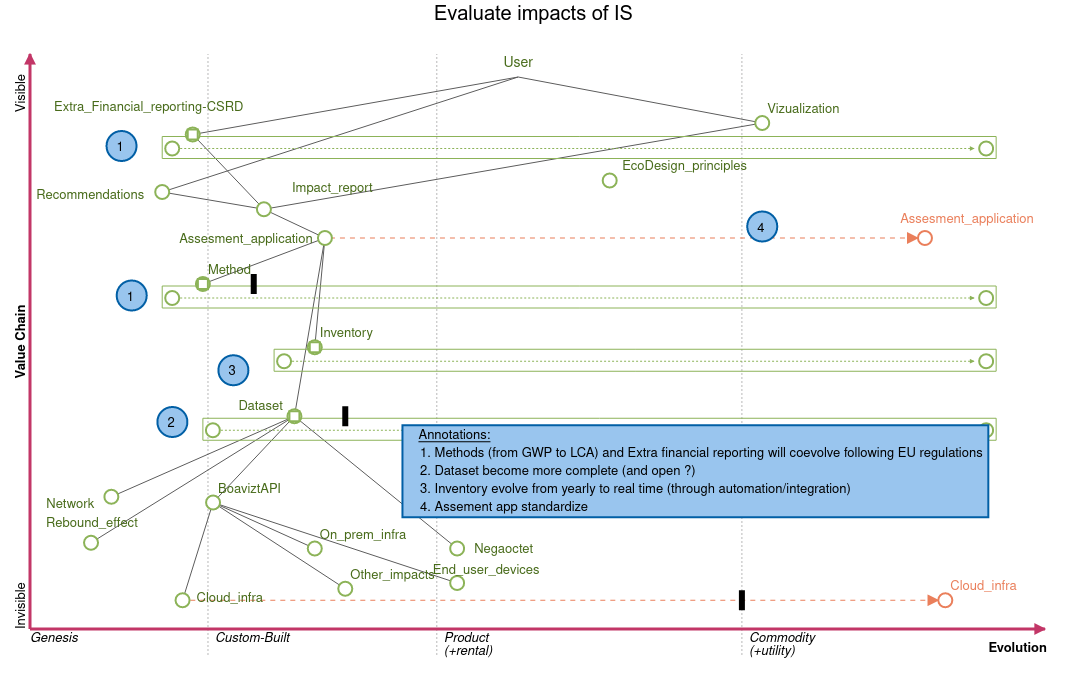 Evaluate impacts of IS
User
Visible
Extra_Financial_reporting-CSRD
Vizualization
1
EcoDesign_principles
Recommendations
Impact_report
Assesment_application
4
Assesment_application
Method
1
Value Chain
Inventory
3
Dataset
2
Annotations:
1. Methods (from GWP to LCA) and Extra financial reporting will coevolve following EU regulations
2. Dataset become more complete (and open ?)
3. Inventory evolve from yearly to real time (through automation/integration)
4. Assement app standardize
BoaviztAPI
Network
Rebound_effect
On_prem_infra
Negaoctet
Other_impacts
End_user_devices
Invisible
Cloud_infra
Cloud_infra
Genesis
Custom-Built
Product
(+rental)
Commodity
(+utility)
Evolution